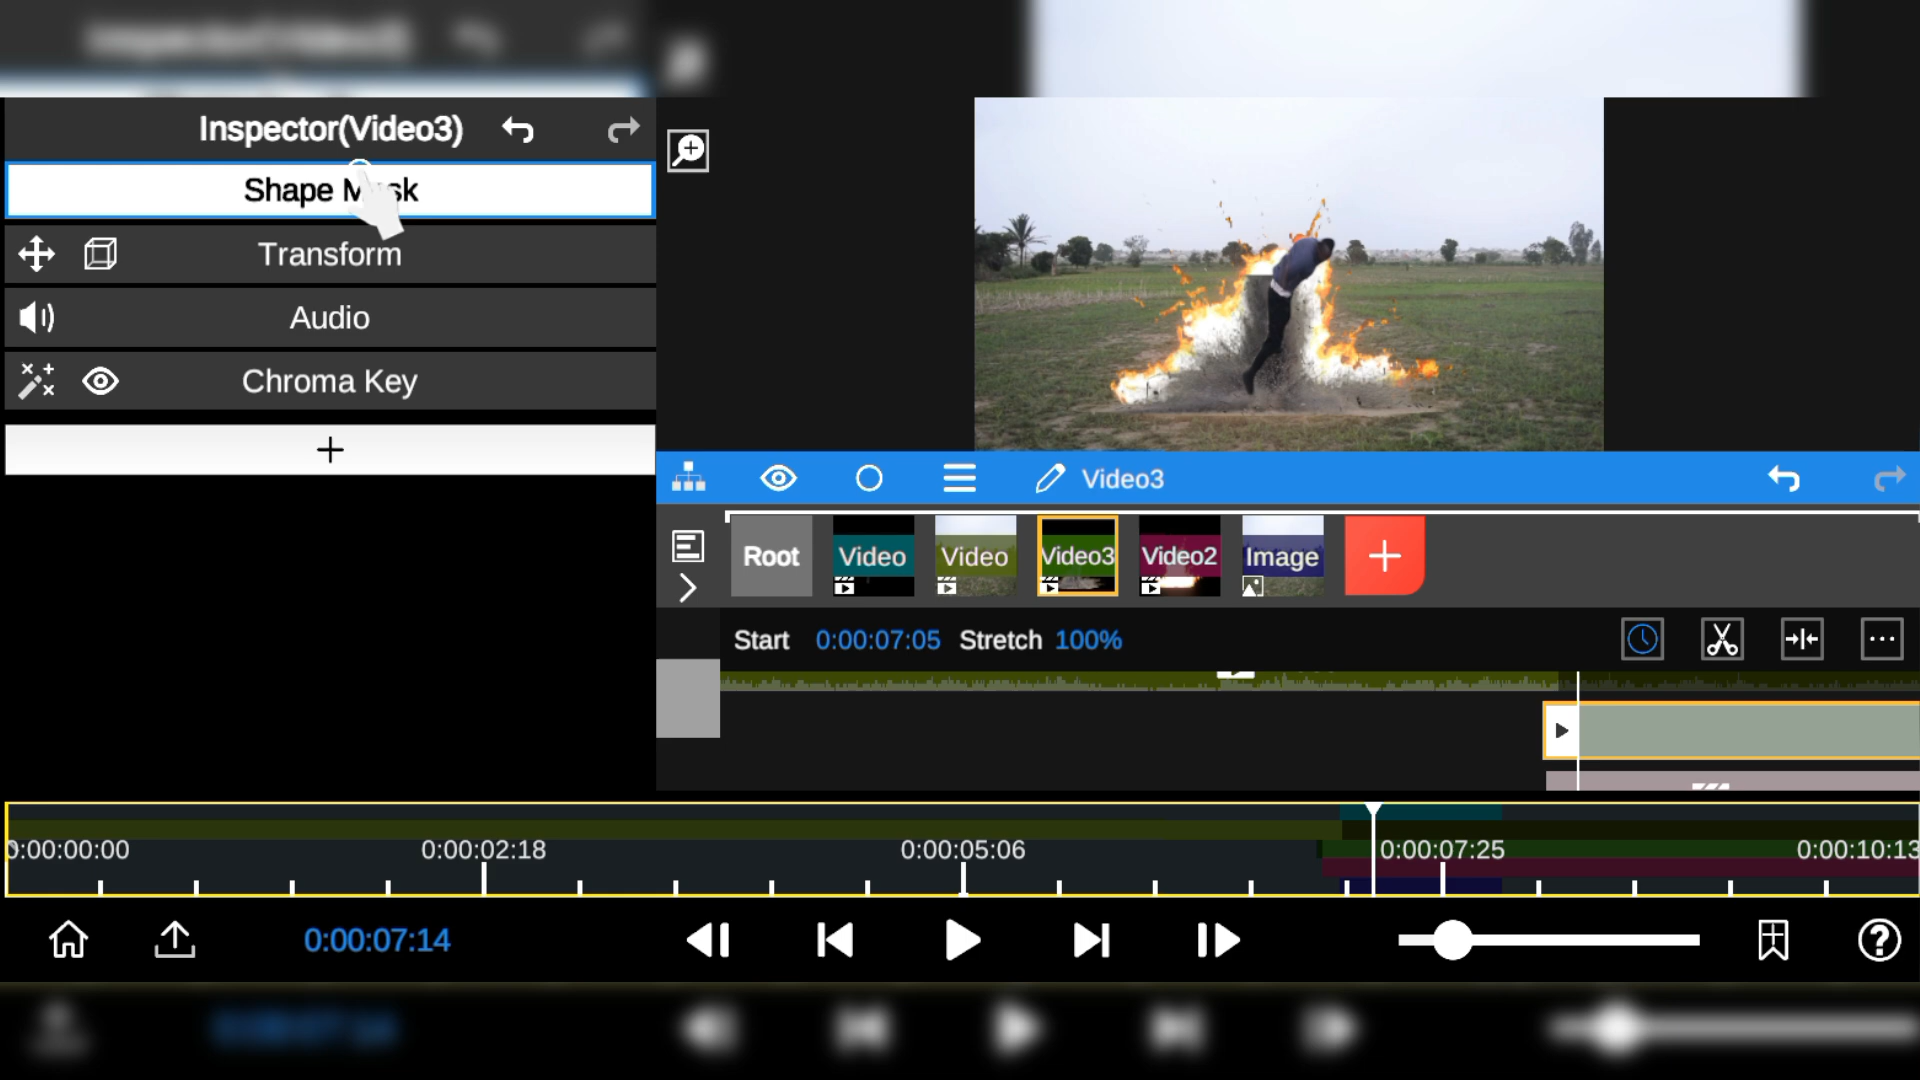 Inspector(Video3)
Shape M sk
Transform
Audio
Chroma Key
Video3
Root
Video
Video
Video3
Video2
Image
Start 0:00:07:05 Stretch 100%
0:00:00:00
0:00:02:18
0:00:05:06
0:00:07:25
0:00:10:13
0:00:07:14